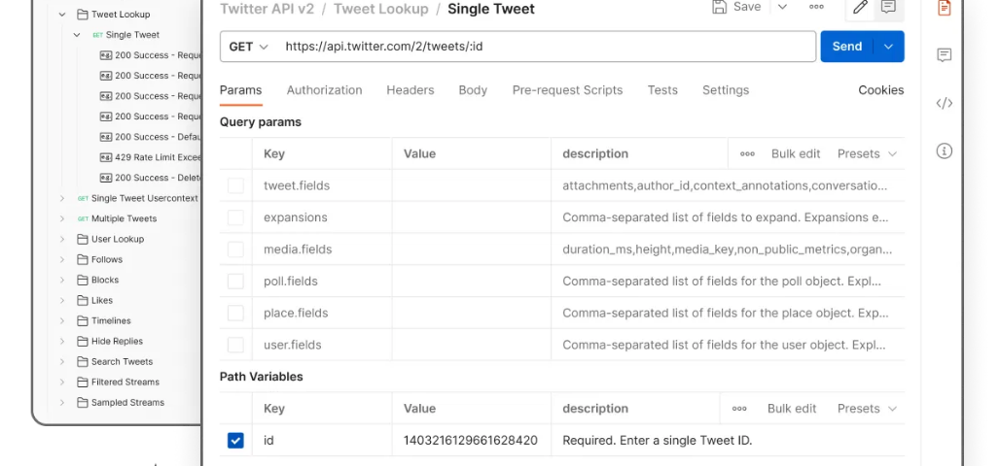 Tweet Lookup
GET Single Tweet
200 Success - Reque
200 Success - Reque
200 Success - Reque
200 Success - Reque
200 Success - Defau
429 Rate Limit Excee
200 Success - Delet
GET Single Tweet Usercontext
GET Multiple Tweets
User Lookup
Follows
Blocks
Likes
Timelines
Hide Replies
Search Tweets
Filtered Streams
Sampled Streams
Twitter API v2 / Tweet Lookup / Single Tweet
Save
GET https://api.twitter.com/2/tweets/:id Send
Params Authorization Headers Body Pre-request Scripts Tests Settings Cookies
Query params
Key Value description Bulk edit Presets
tweet.fields attachments,author_id,context_annotations,conversatio...
expansions Comma-separated list of fields to expand. Expansions e...
media.fields duration_ms,height,media_key,non_public_metrics,organ...
poll.fields Comma-separated list of fields for the poll object. Expl...
place.fields Comma-separated list of fields for the place object. Exp...
user.fields Comma-separated list of fields for the user object. Expl...
Path Variables
Key Value description Bulk edit Presets
id 1403216129661628420 Required. Enter a single Tweet ID.